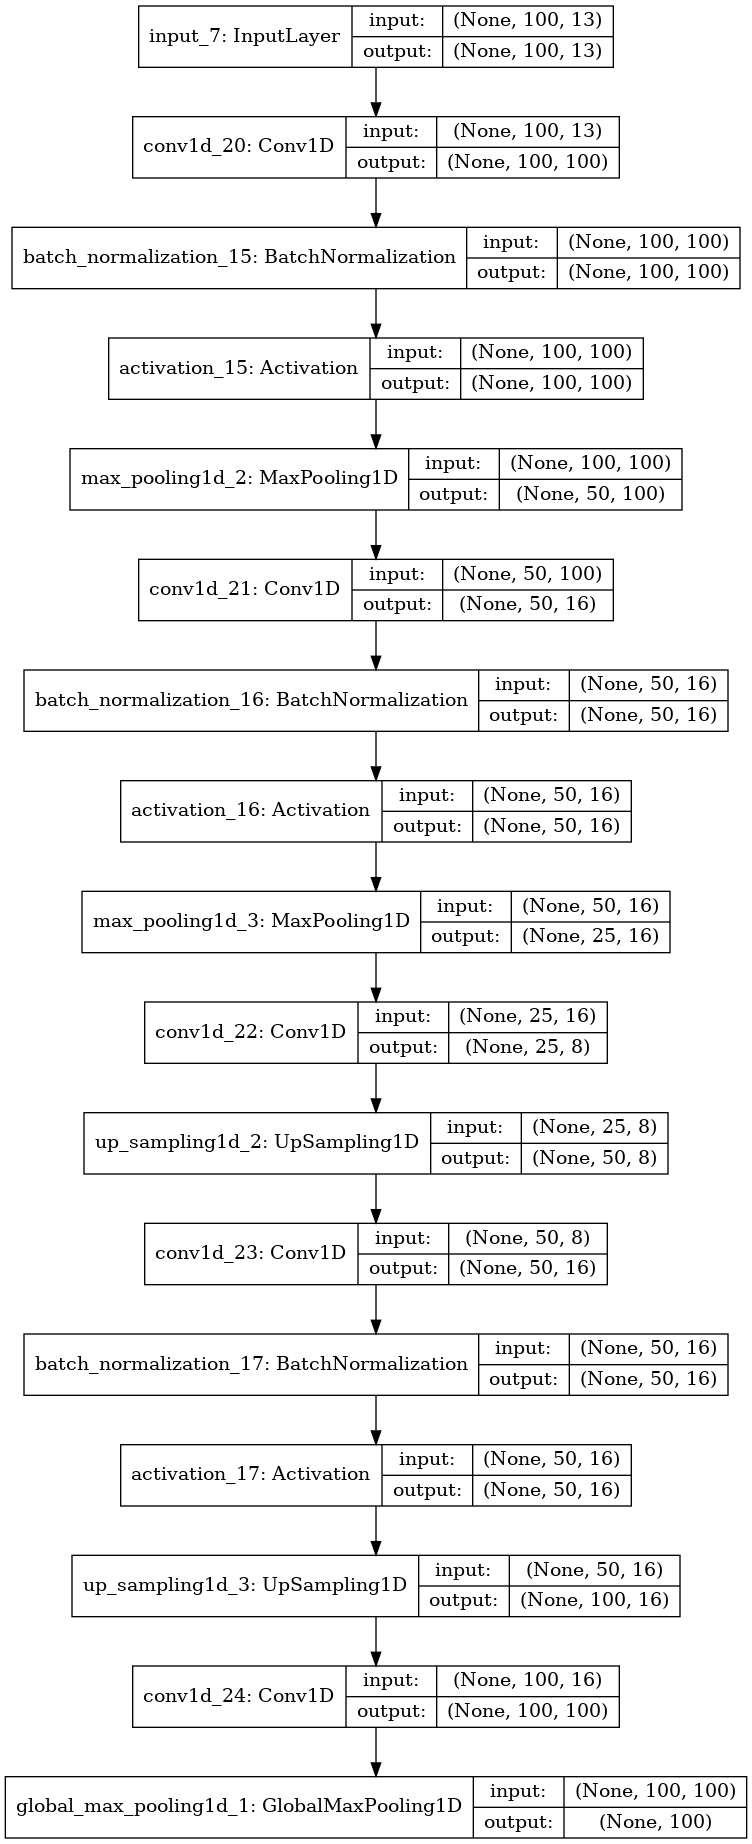 input_7: InputLayer
input: (None, 100, 13)
output: (None, 100, 13)
conv1d_20: Conv1D
input: (None, 100, 13)
output: (None, 100, 100)
batch_normalization_15: BatchNormalization
input: (None, 100, 100)
output: (None, 100, 100)
activation_15: Activation
input: (None, 100, 100)
output: (None, 100, 100)
max_pooling1d_2: MaxPooling1D
input: (None, 100, 100)
output: (None, 50, 100)
conv1d_21: Conv1D
input: (None, 50, 100)
output: (None, 50, 16)
batch_normalization_16: BatchNormalization
input: (None, 50, 16)
output: (None, 50, 16)
activation_16: Activation
input: (None, 50, 16)
output: (None, 50, 16)
max_pooling1d_3: MaxPooling1D
input: (None, 50, 16)
output: (None, 25, 16)
conv1d_22: Conv1D
input: (None, 25, 16)
output: (None, 25, 8)
up_sampling1d_2: UpSampling1D
input: (None, 25, 8)
output: (None, 50, 8)
conv1d_23: Conv1D
input: (None, 50, 8)
output: (None, 50, 16)
batch_normalization_17: BatchNormalization
input: (None, 50, 16)
output: (None, 50, 16)
activation_17: Activation
input: (None, 50, 16)
output: (None, 50, 16)
up_sampling1d_3: UpSampling1D
input: (None, 50, 16)
output: (None, 100, 16)
conv1d_24: Conv1D
input: (None, 100, 16)
output: (None, 100, 100)
global_max_pooling1d_1: GlobalMaxPooling1D
input: (None, 100, 100)
output: (None, 100)